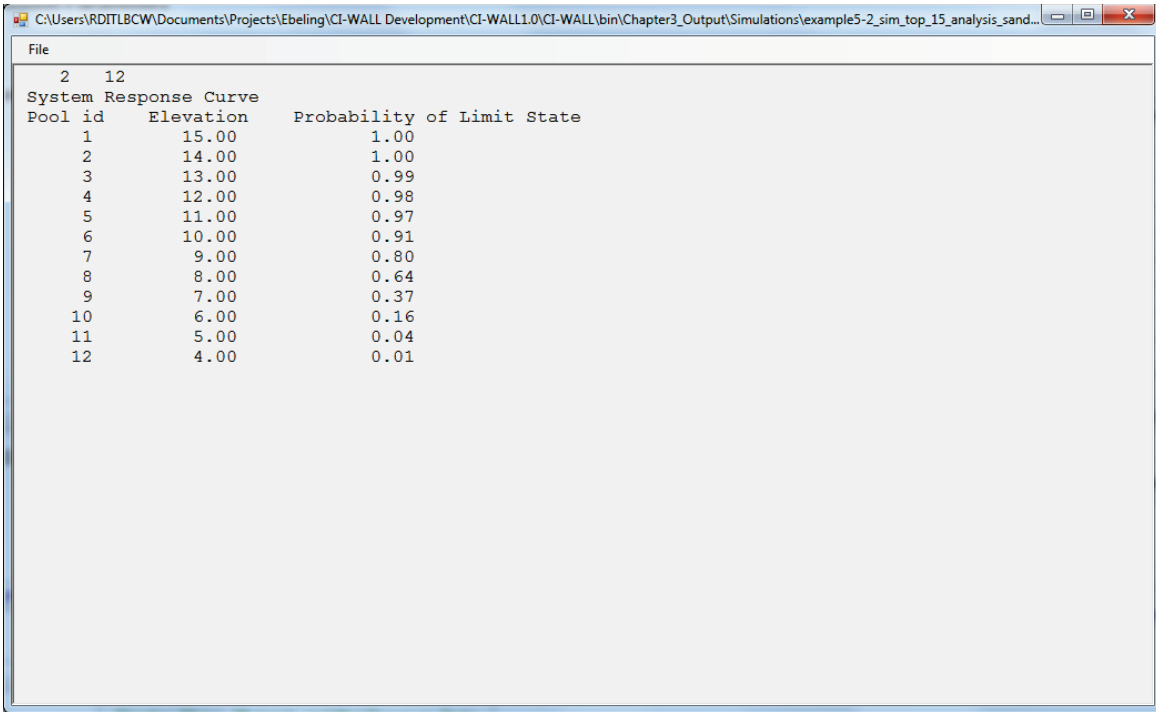 C:\Users\RDITLBCW\Documents\Projects\Ebeling\CI-WALL Development\CI-WALL1.0\CI-WALL\bin\Chapter3_Output\Simulations\example5-2_sim_top_15_analysis_sand...
File
2 12
System Response Curve
Pool id Elevation Probability of Limit State
1 15.00 1.00
2 14.00 1.00
3 13.00 0.99
4 12.00 0.98
5 11.00 0.97
6 10.00 0.91
7 9.00 0.80
8 8.00 0.64
9 7.00 0.37
10 6.00 0.16
11 5.00 0.04
12 4.00 0.01